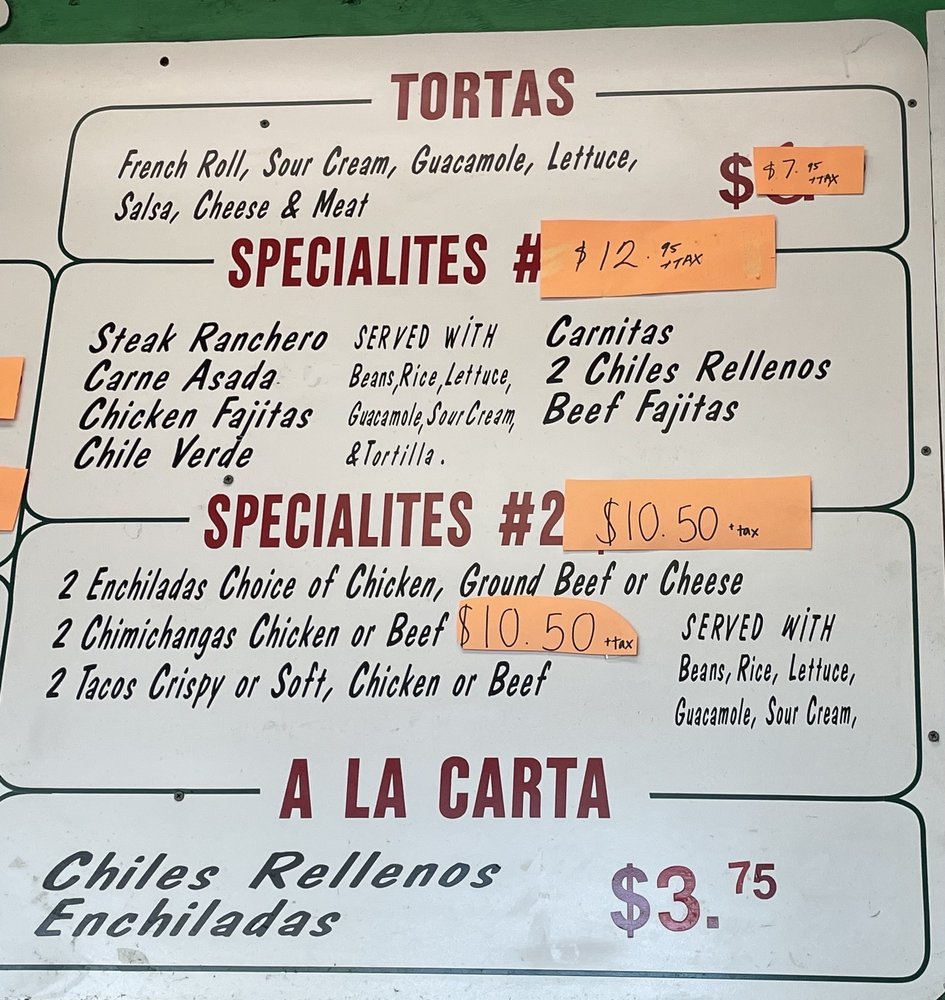 TORTAS
French Roll, Sour Cream, Guacamole, Lettuce,
Salsa, Cheese & Meat
$ $7.95 +TAX
SPECIALITES # $12.95 +TAX
Steak Ranchero
Carne Asada
Chicken Fajitas
Chile Verde
SERVED WITH
Beans, Rice, Lettuce,
Guacamole, Sour Cream,
& Tortilla.
Carnitas
2 Chiles Rellenos
Beef Fajitas
SPECIALITES #2 $10.50 +tax
2 Enchiladas Choice of Chicken, Ground Beef or Cheese
2 Chimichangas Chicken or Beef $10.50 +tax
2 Tacos Crispy or Soft, Chicken or Beef
SERVED WITH
Beans, Rice, Lettuce,
Guacamole, Sour Cream,
A LA CARTA
Chiles Rellenos
Enchiladas
$3.75